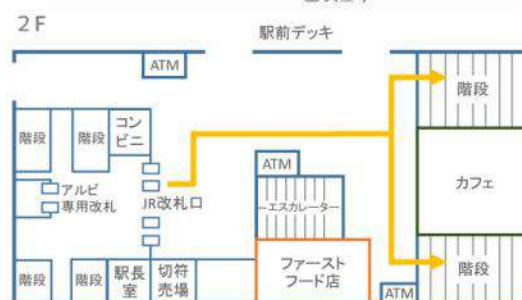 2F
駅前デッキ
ATM
階段
階段
階段
コン
ビニ
ATM
カフェ
アルビ
専用改札
JR改札口
エスカレーター
階段
階段
駅長
室
切符
売場
ファースト
フード店
階段
ATM